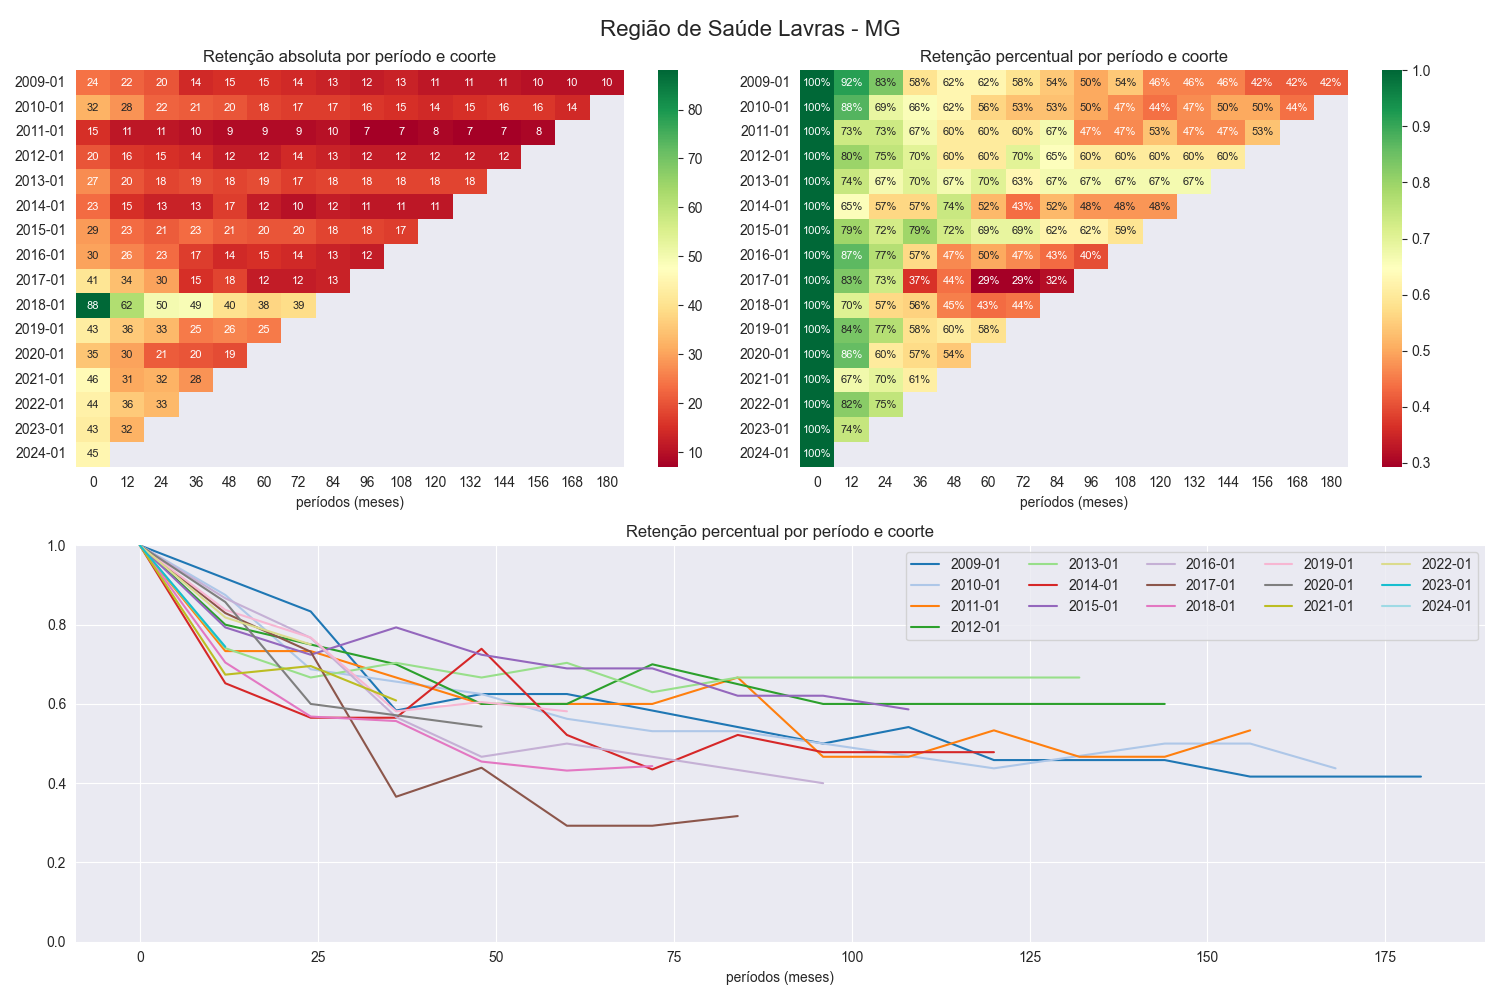 Região de Saúde Lavras - MG
Retenção absoluta por período e coorte
2009-01 24 22 20 14 15 15 14 13 12 13 11 11 11 10 10 10
2010-01 32 28 22 21 20 18 17 17 16 15 14 15 16 16 14
2011-01 15 11 11 10 9 9 9 10 7 7 8 7 7 8
2012-01 20 16 15 14 12 12 14 13 12 12 12 12 12
2013-01 27 20 18 19 18 19 17 18 18 18 18 18
2014-01 23 15 13 13 17 12 10 12 11 11 11
2015-01 29 23 21 23 21 20 20 18 18 17
2016-01 30 26 23 17 14 15 14 13 12
2017-01 41 34 30 15 18 12 12 13
2018-01 88 62 50 49 40 38 39
2019-01 43 36 33 25 26 25
2020-01 35 30 21 20 19
2021-01 46 31 32 28
2022-01 44 36 33
2023-01 43 32
2024-01 45
0 12 24 36 48 60 72 84 96 108 120 132 144 156 168 180
períodos (meses)
80
70
60
50
40
30
20
10
Retenção percentual por período e coorte
2009-01 100% 92% 83% 58% 62% 62% 58% 54% 50% 54% 46% 46% 46% 42% 42% 42%
2010-01 100% 88% 69% 66% 62% 56% 53% 53% 50% 47% 44% 47% 50% 50% 44%
2011-01 100% 73% 73% 67% 60% 60% 60% 67% 47% 47% 53% 47% 47% 53%
2012-01 100% 80% 75% 70% 60% 60% 70% 65% 60% 60% 60% 60% 60%
2013-01 100% 74% 67% 70% 67% 70% 63% 67% 67% 67% 67% 67%
2014-01 100% 65% 57% 57% 74% 52% 43% 52% 48% 48% 48%
2015-01 100% 79% 72% 79% 72% 69% 69% 62% 62% 59%
2016-01 100% 87% 77% 57% 47% 50% 47% 43% 40%
2017-01 100% 83% 73% 37% 44% 29% 29% 32%
2018-01 100% 70% 57% 56% 45% 43% 44%
2019-01 100% 84% 77% 58% 60% 58%
2020-01 100% 86% 60% 57% 54%
2021-01 100% 67% 70% 61%
2022-01 100% 82% 75%
2023-01 100% 74%
2024-01 100%
0 12 24 36 48 60 72 84 96 108 120 132 144 156 168 180
períodos (meses)
1.0
0.9
0.8
0.7
0.6
0.5
0.4
0.3
Retenção percentual por período e coorte
1.0
0.8
0.6
0.4
0.2
0.0
2009-01 2013-01 2016-01 2019-01 2022-01
2010-01 2014-01 2017-01 2020-01 2023-01
2011-01 2015-01 2018-01 2021-01 2024-01
2012-01
0 25 50 75 100 125 150 175
períodos (meses)